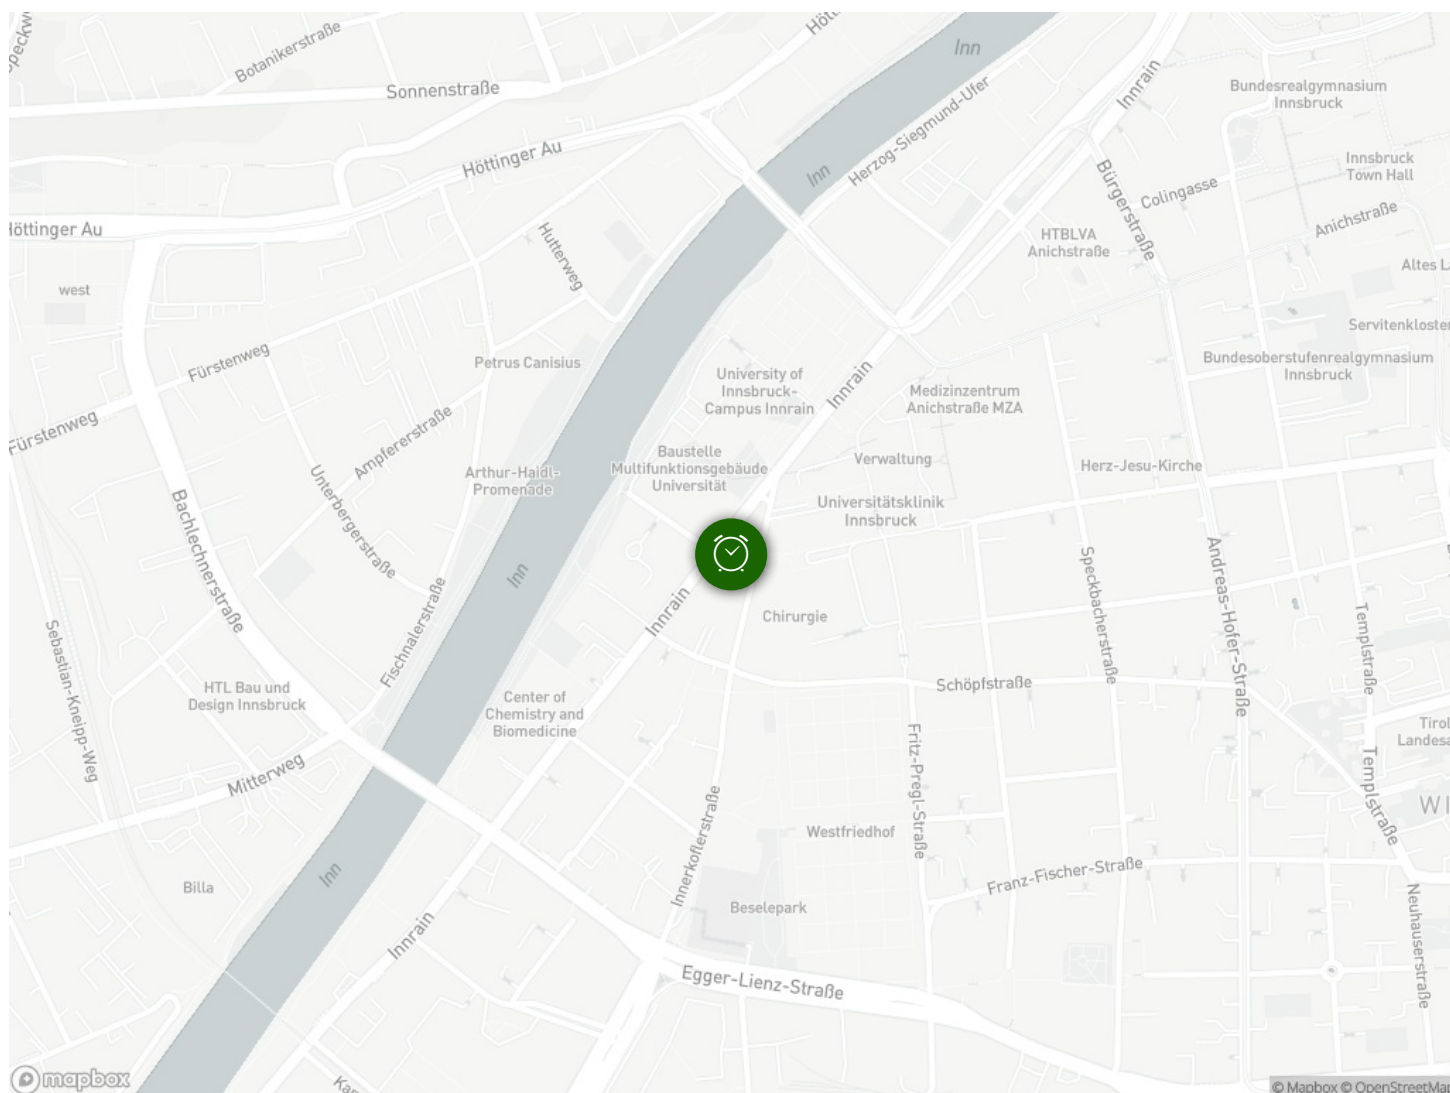 Höttinger Au
Botanikerstraße
Sonnenstraße
Inn
Innrain
Herzog-Siegmund-Ufer
Bundesrealgymnasium
Innsbruck
Innsbruck
Town Hall
Höttinger Au
Inn
Bürgerstraße
Colingasse
Anichstraße
HTBLVA
Anichstraße
Hutterweg
west
Servitenkloster
Fürstenweg
Petrus Canisius
University of
Innsbruck-
Campus Innrain
Innrain
Medizinzentrum
Anichstraße MZA
Bundesoberstufenrealgymnasium
Innsbruck
Fürstenweg
Ampfererstraße
Arthur-Haidl-
Promenade
Baustelle
Multifunktionsgebäude
Universität
Verwaltung
Herz-Jesu-Kirche
Unterbergerstraße
Universitätsklinik
Innsbruck
Bachlechnerstraße
Inn
Andreas-Hofer-Straße
Speckbacherstraße
Templstraße
Sebastian-Kneipp-Weg
Fischnalerstraße
Innrain
Chirurgie
HTL Bau und
Design Innsbruck
Center of
Chemistry and
Biomedicine
Schöpfstraße
Fritz-Pregl-Straße
Mitterweg
Templstraße
Innerkoflerstraße
Westfriedhof
Inn
Billa
Franz-Fischer-Straße
Beselepark
Neuhauserstraße
Innrain
Egger-Lienz-Straße
mapbox
© Mapbox © OpenStreetMap